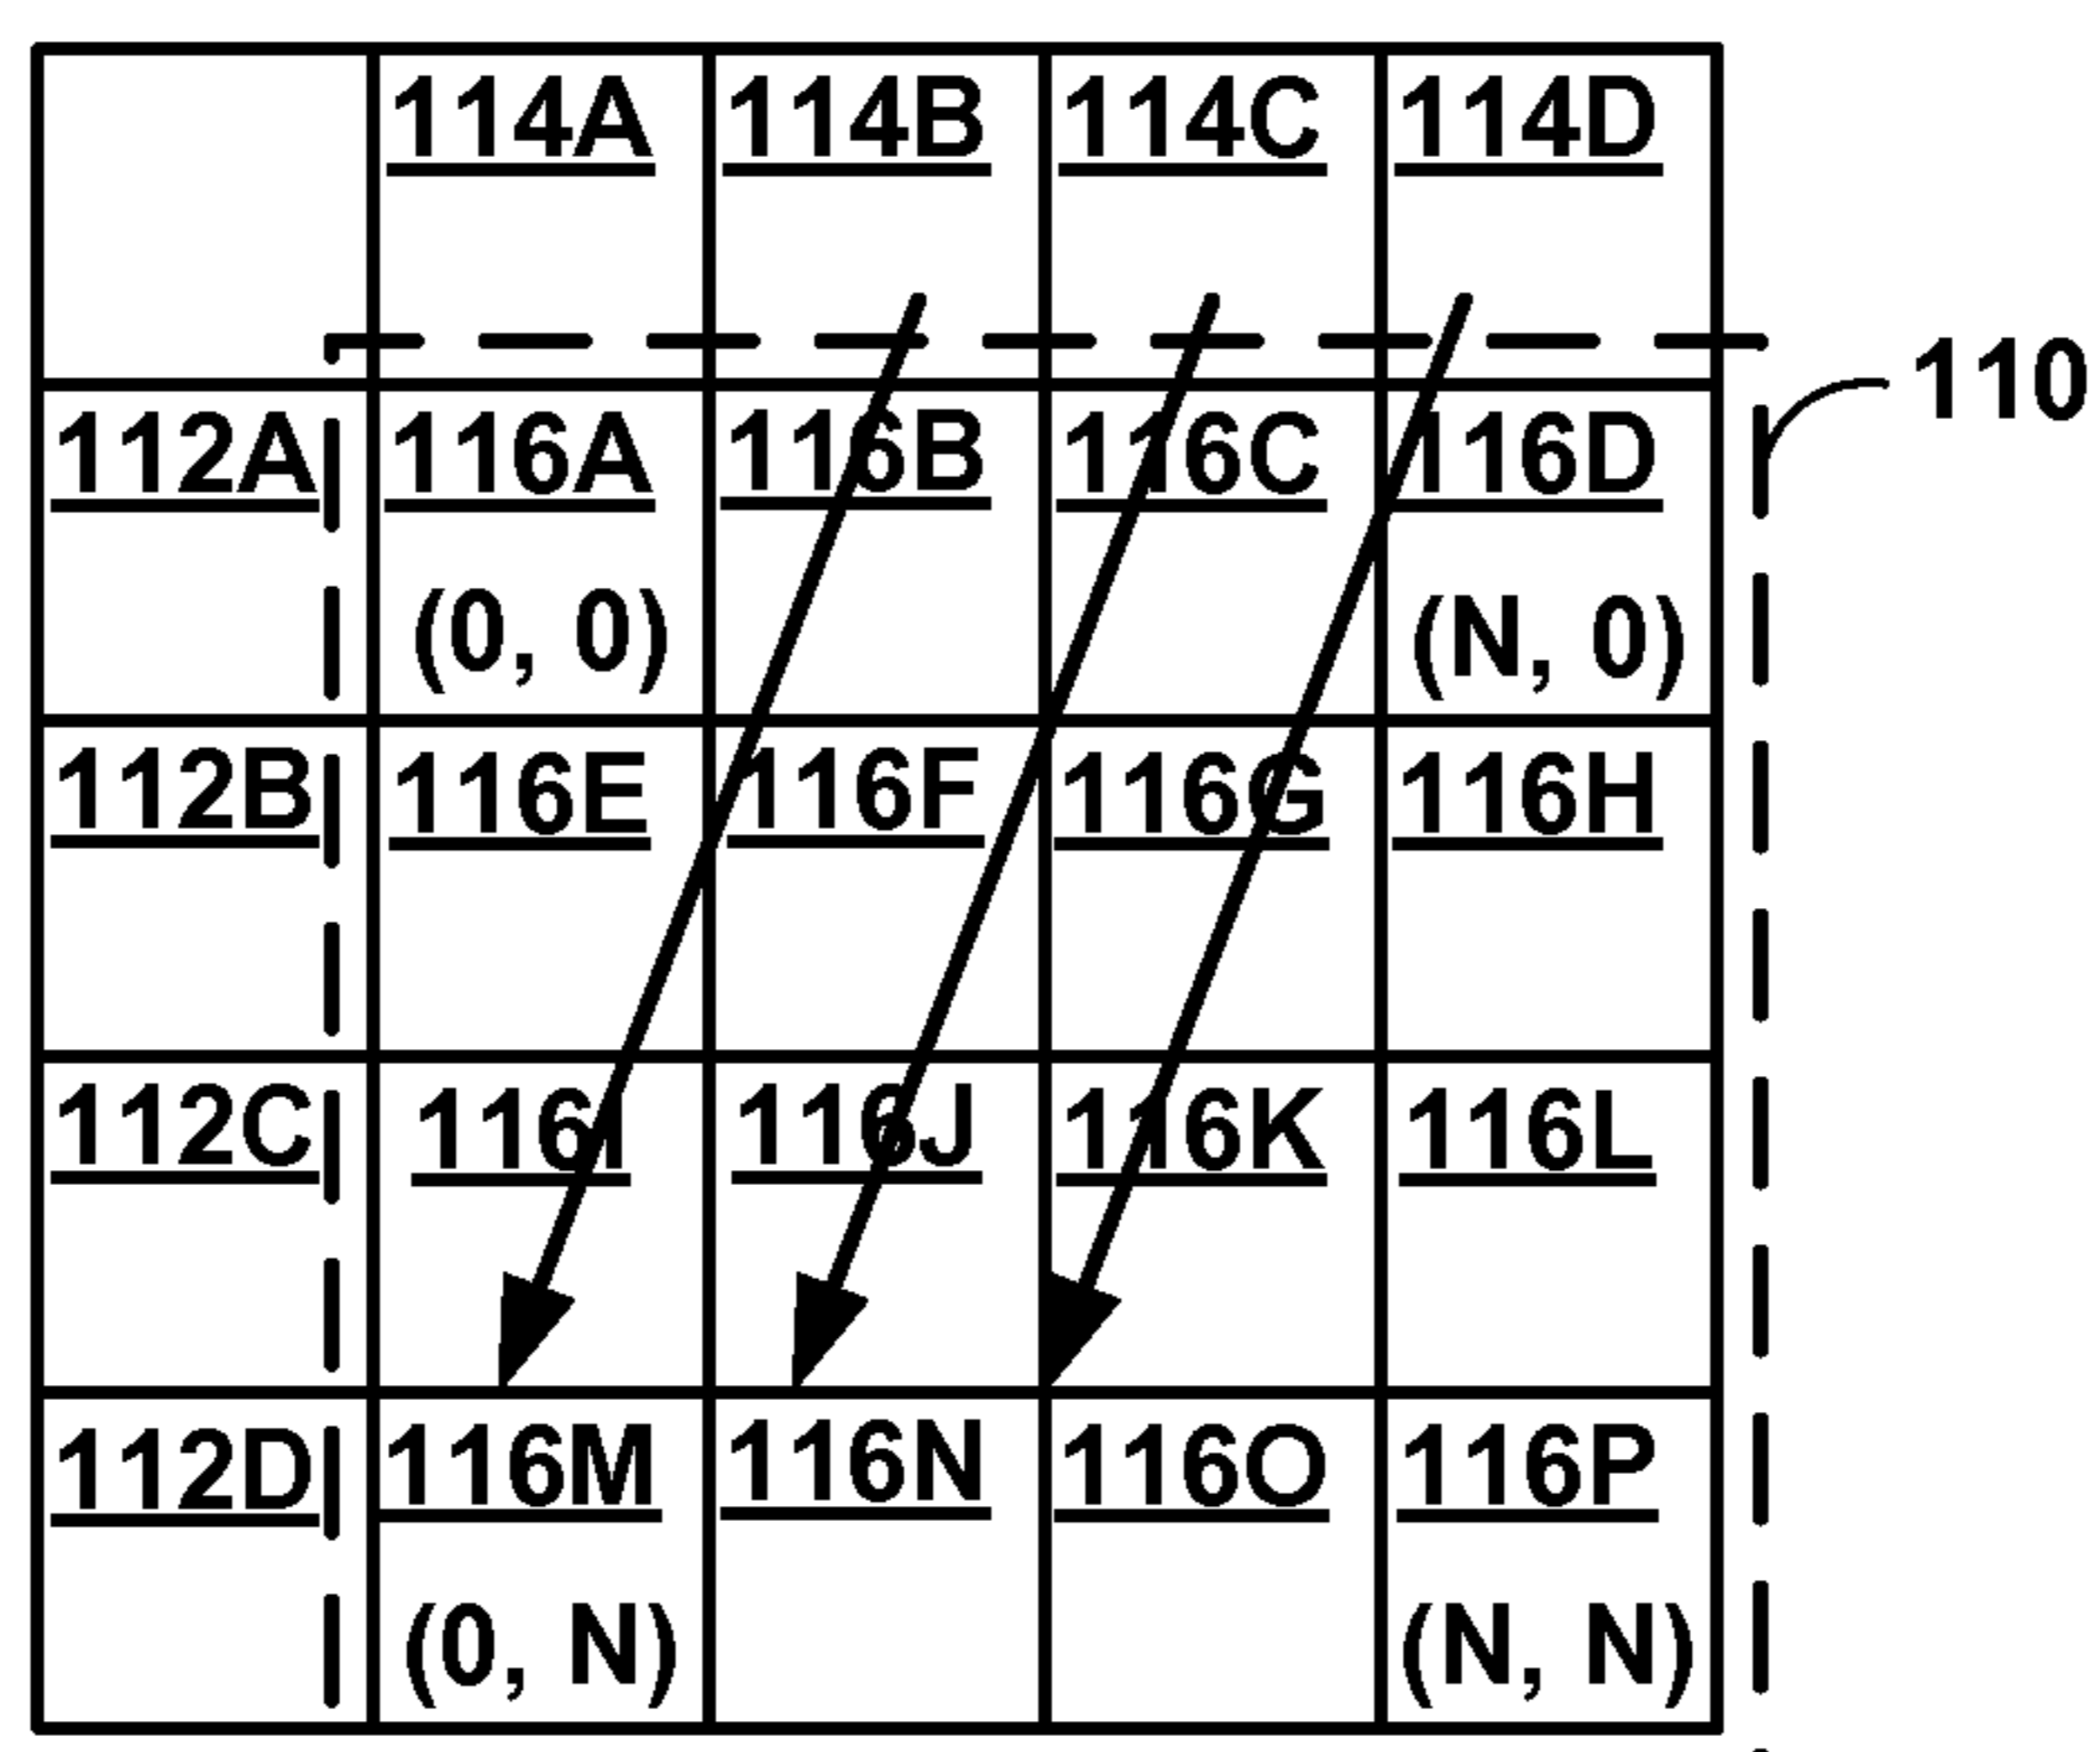 114A 114B 114C 114D
110
112A 116A 116B 116C 116D
(0, 0) (N, 0)
112B 116E 116F 116G 116H
112C 116I 116J 116K 116L
112D 116M 116N 116O 116P
(0, N) (N, N)